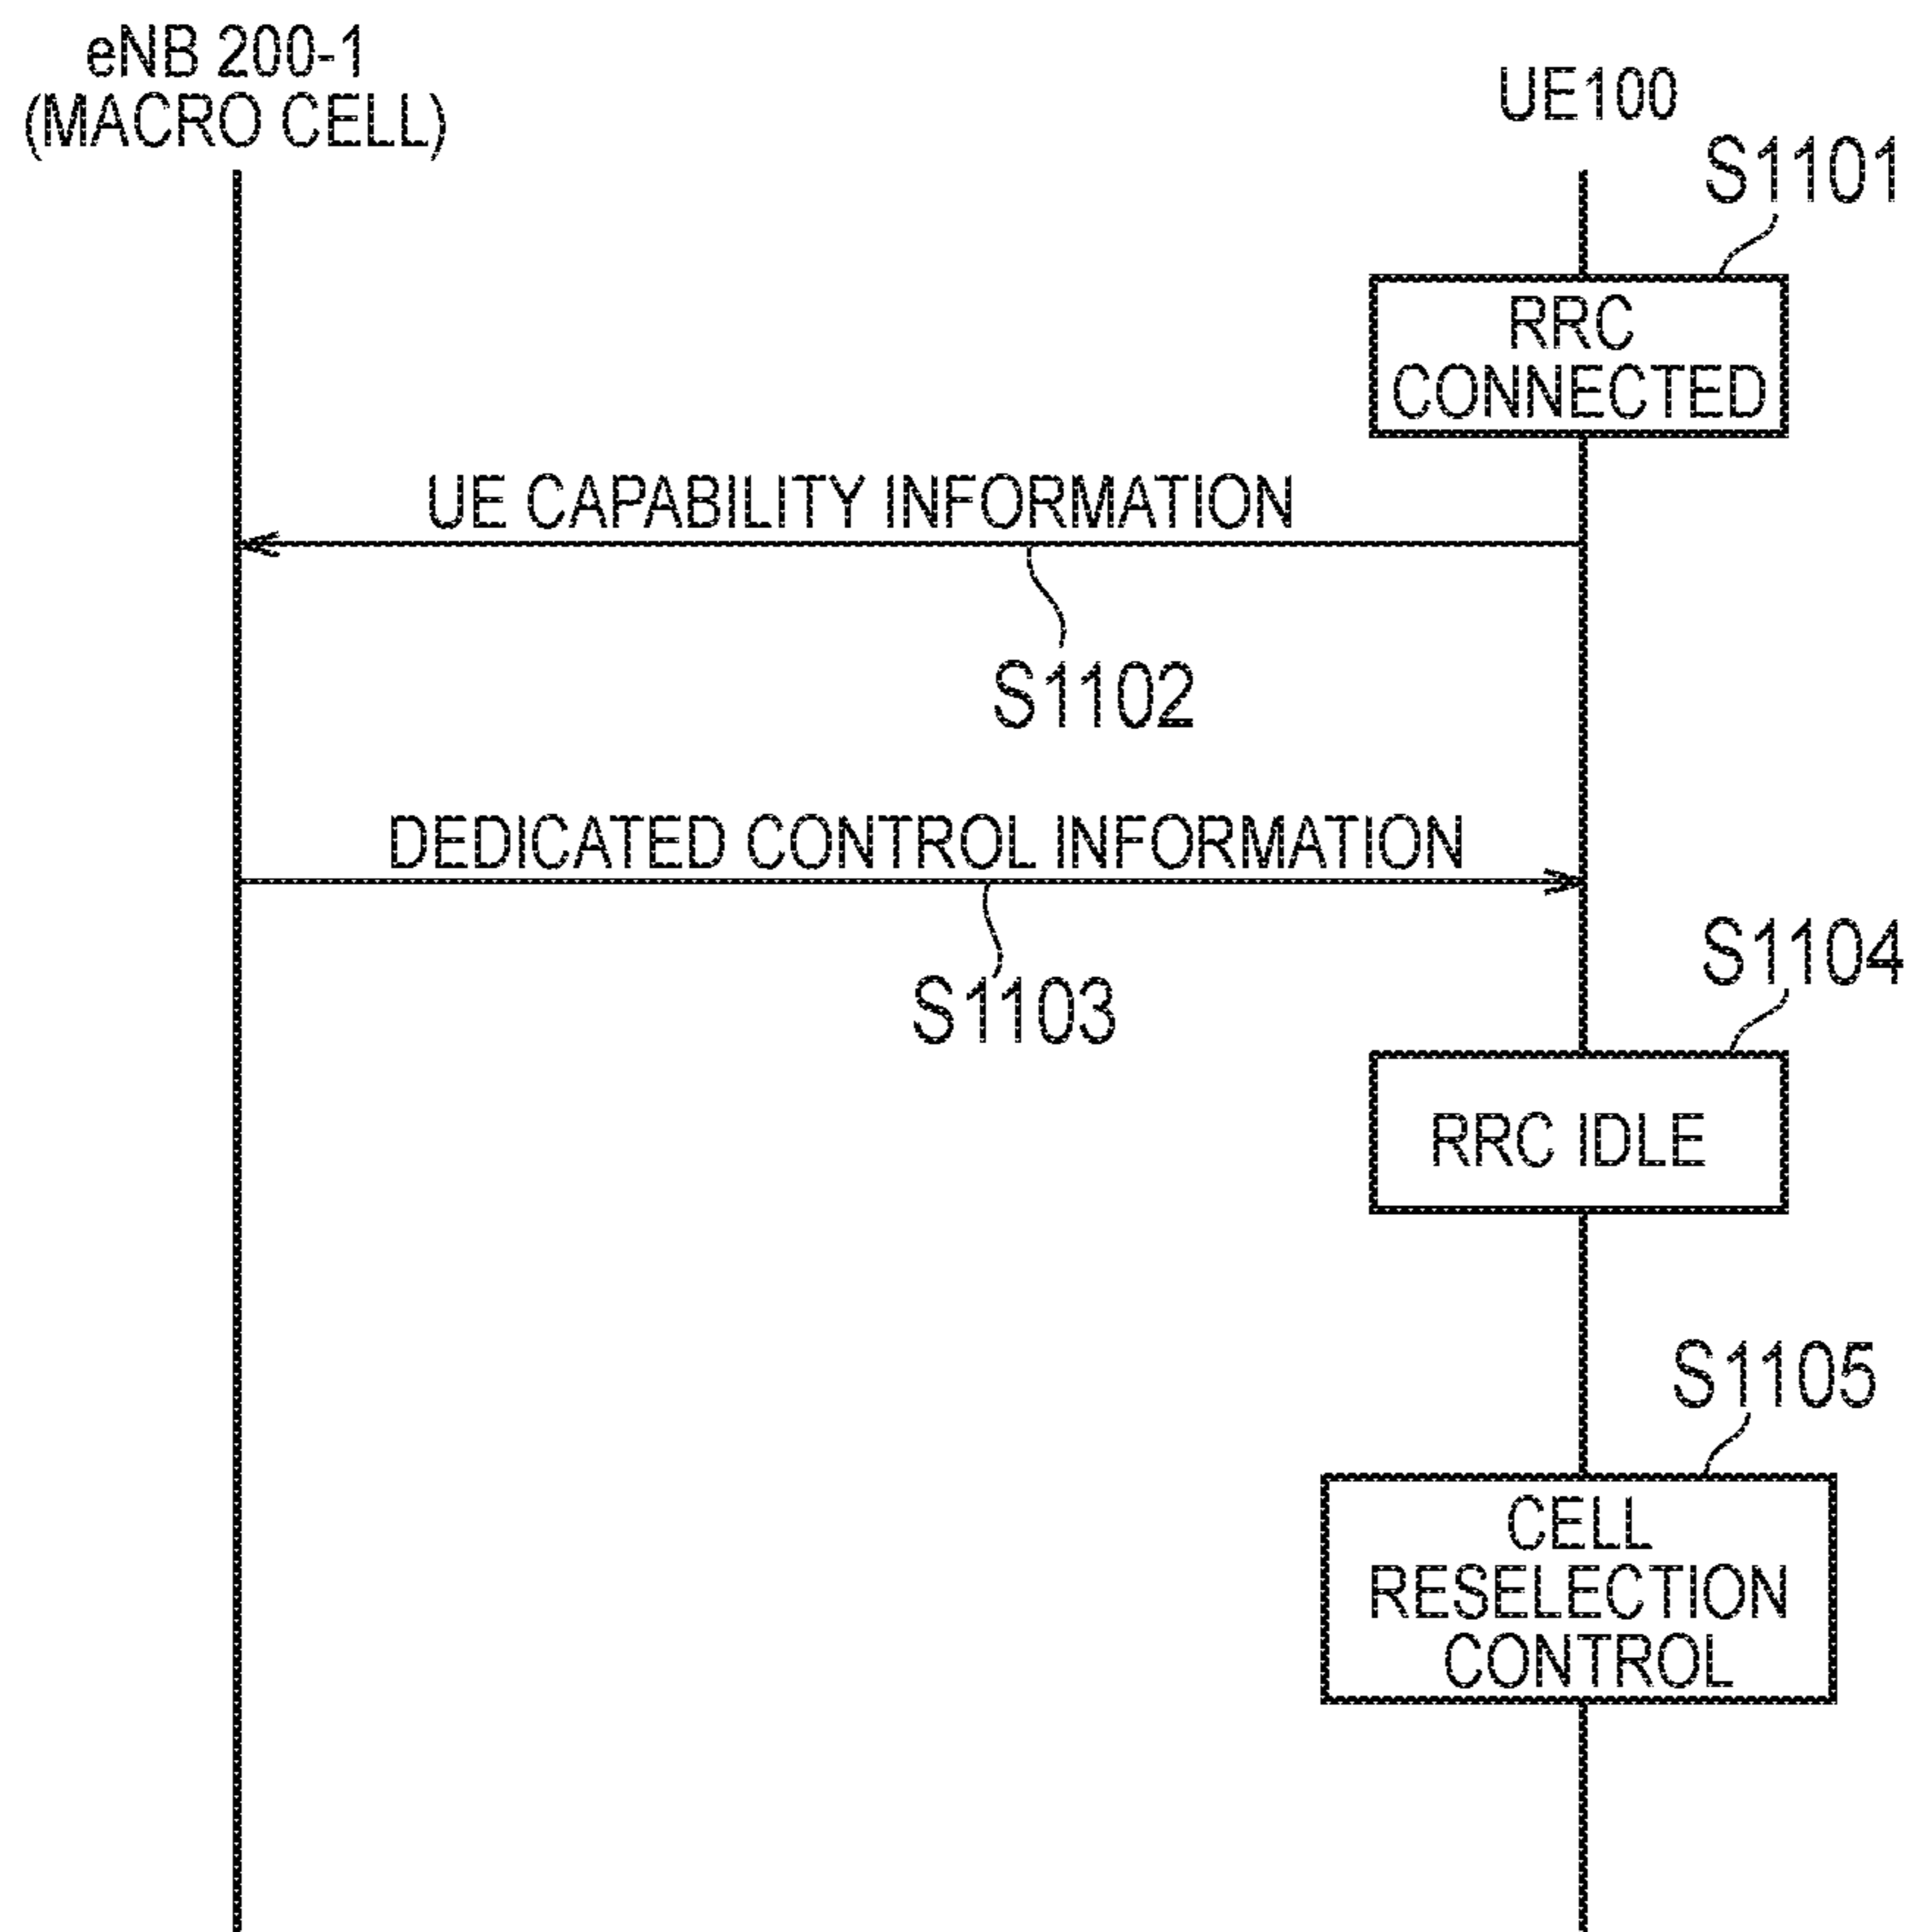 eNB 200-1
(MACRO CELL)
UE100
S1101
RRC
CONNECTED
UE CAPABILITY INFORMATION
S1102
DEDICATED CONTROL INFORMATION
S1103
S1104
RRC IDLE
S1105
CELL
RESELECTION
CONTROL